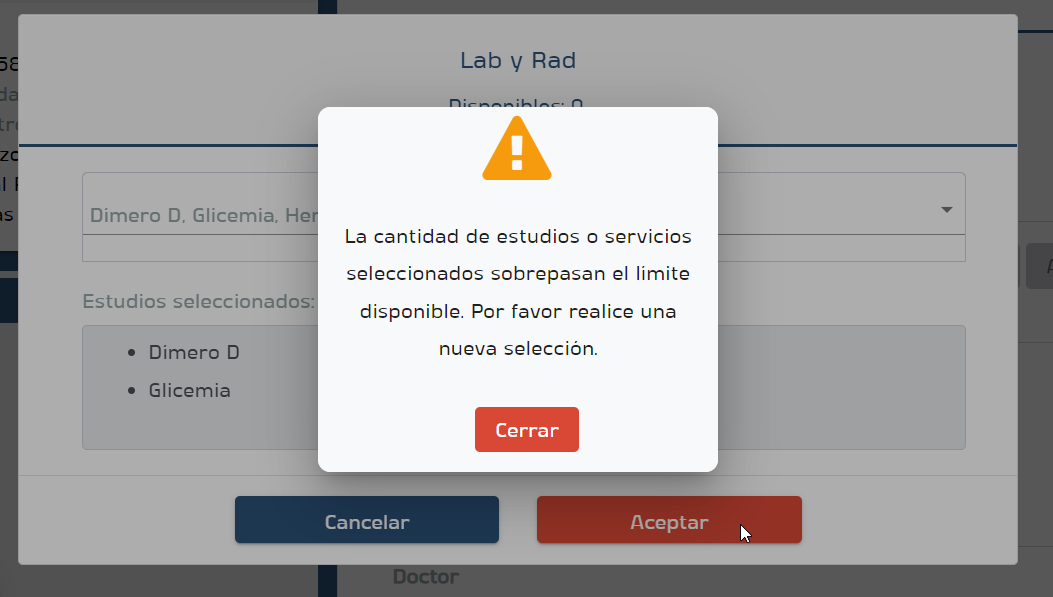 Lab y Rad
Disponibles: 0
Dimero D, Glicemia,
La cantidad de estudios o servicios
seleccionados sobrepasan el limite
disponible. Por favor realice una
nueva selección.
Estudios seleccionados:
Dimero D
Glicemia
Cerrar
Cancelar
Aceptar
Doctor